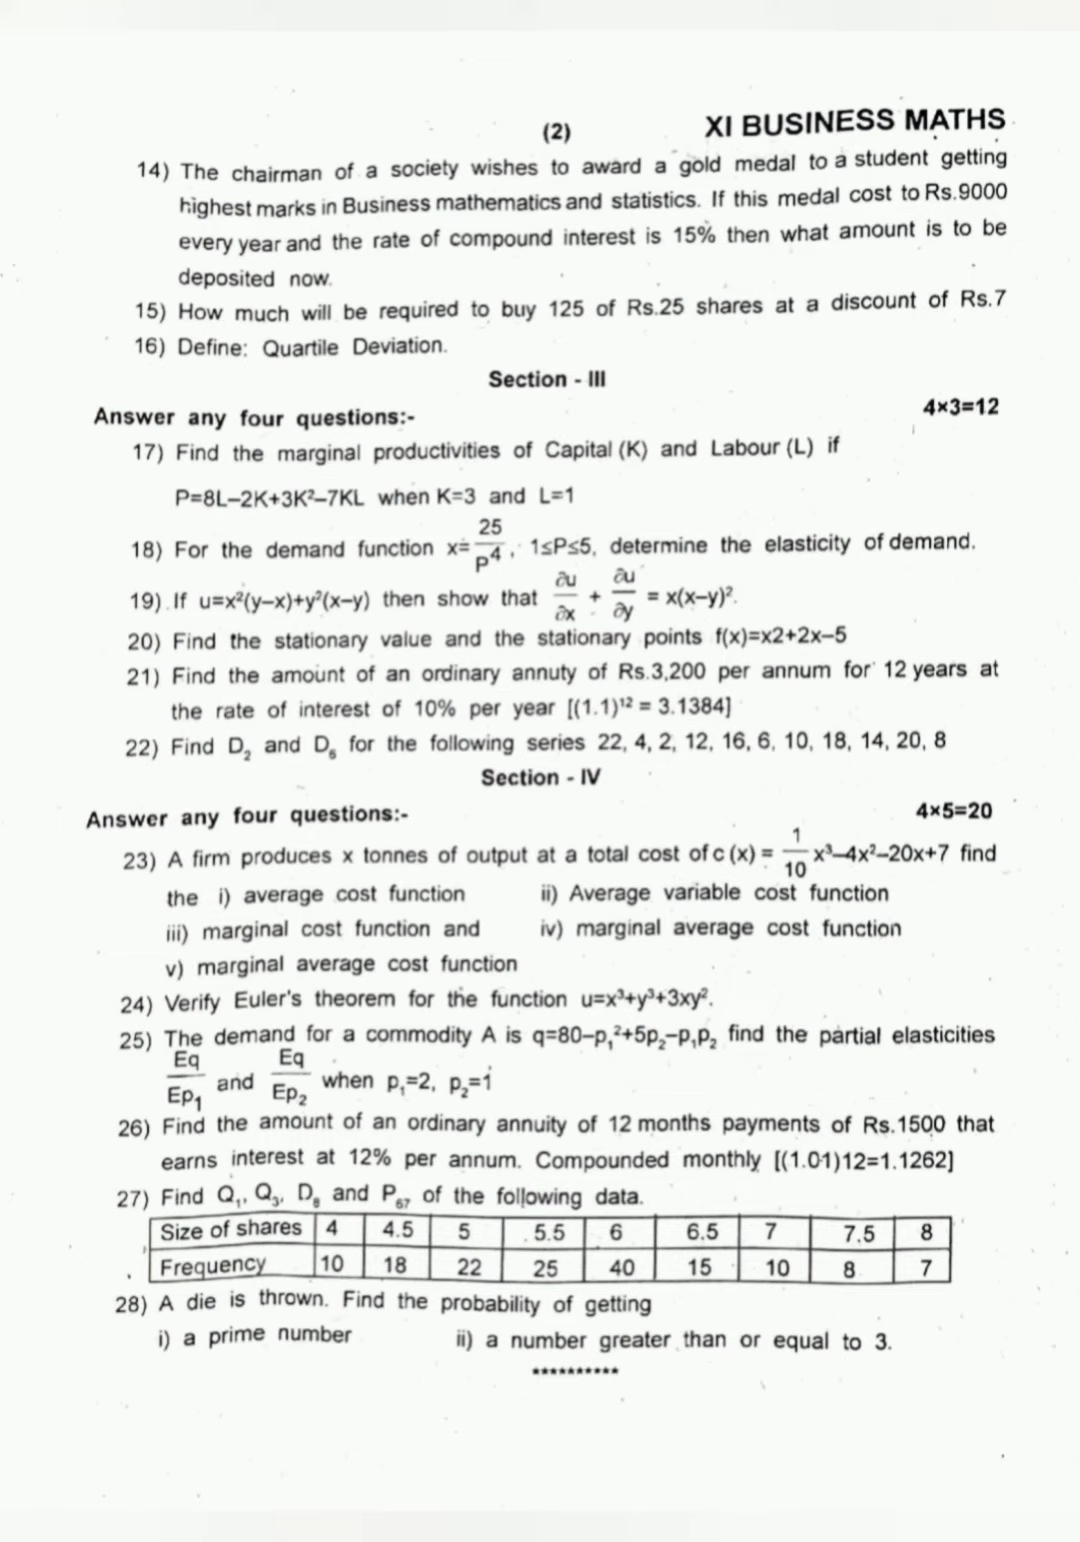 (2) XI BUSINESS MATHS
14) The chairman of a society wishes to award a gold medal to a student getting
highest marks in Business mathematics and statistics. If this medal cost to Rs.9000
every year and the rate of compound interest is 15% then what amount is to be
deposited now.
15) How much will be required to buy 125 of Rs.25 shares at a discount of Rs.7
16) Define: Quartile Deviation.
Section - III
Answer any four questions:- 4×3=12
17) Find the marginal productivities of Capital (K) and Labour (L) if
P=8L–2K+3K²–7KL when K=3 and L=1
18) For the demand function x= 25/P⁴, 1≤P≤5, determine the elasticity of demand.
19) If u=x²(y–x)+y²(x–y) then show that ∂u/∂x + ∂u/∂y = x(x–y)².
20) Find the stationary value and the stationary points f(x)=x2+2x–5
21) Find the amount of an ordinary annuty of Rs.3,200 per annum for 12 years at
the rate of interest of 10% per year [(1.1)¹² = 3.1384]
22) Find D₂ and D₆ for the following series 22, 4, 2, 12, 16, 6, 10, 18, 14, 20, 8
Section - IV
Answer any four questions:- 4×5=20
23) A firm produces x tonnes of output at a total cost of c (x) = 1/10 x³–4x²–20x+7 find
the i) average cost function ii) Average variable cost function
iii) marginal cost function and iv) marginal average cost function
v) marginal average cost function
24) Verify Euler's theorem for the function u=x³+y³+3xy².
25) The demand for a commodity A is q=80–p₁²+5p₂–p₁p₂ find the partial elasticities
Eq/Ep₁ and Eq/Ep₂ when p₁=2, p₂=1
26) Find the amount of an ordinary annuity of 12 months payments of Rs.1500 that
earns interest at 12% per annum. Compounded monthly [(1.01)12=1.1262]
27) Find Q₁, Q₃, D₈ and P₆₇ of the following data.
Size of shares 4 4.5 5 5.5 6 6.5 7 7.5 8
Frequency 10 18 22 25 40 15 10 8 7
28) A die is thrown. Find the probability of getting
i) a prime number ii) a number greater than or equal to 3.
**********